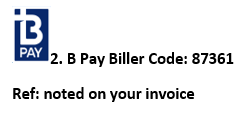 B
PAY
2. B Pay Biller Code: 87361
Ref: noted on your invoice